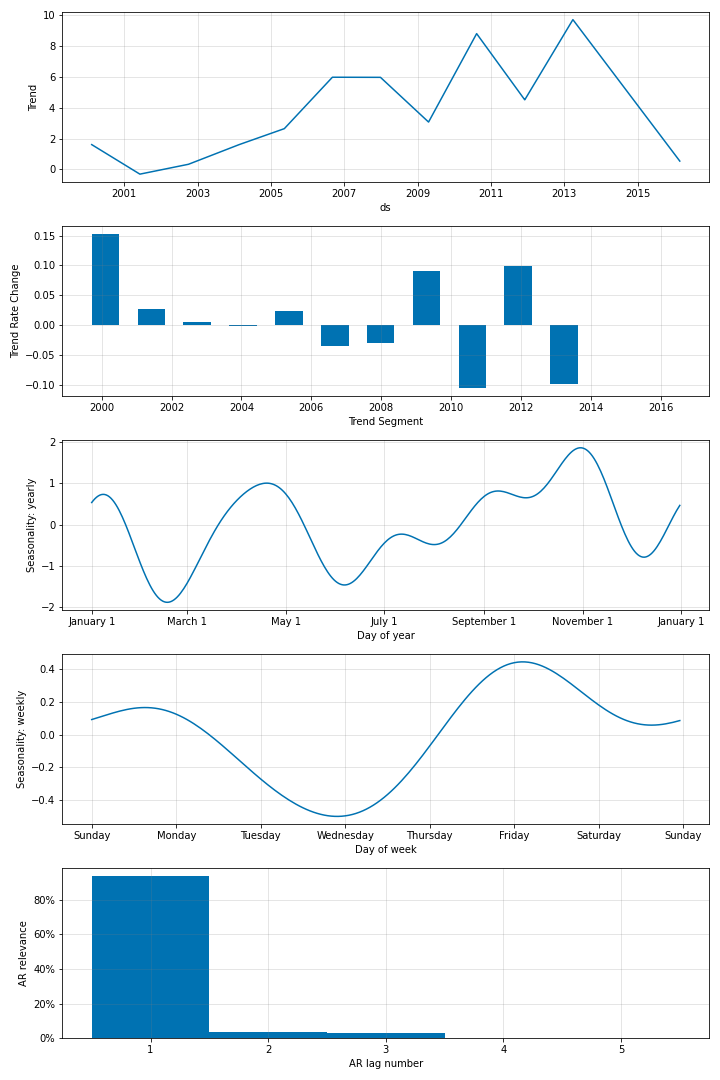 10
8
6
4
2
0
Trend
2001 2003 2005 2007 2009 2011 2013 2015
ds
0.15
0.10
0.05
0.00
−0.05
−0.10
Trend Rate Change
2000 2002 2004 2006 2008 2010 2012 2014 2016
Trend Segment
2
1
0
−1
−2
Seasonality: yearly
January 1 March 1 May 1 July 1 September 1 November 1 January 1
Day of year
0.4
0.2
0.0
−0.2
−0.4
Seasonality: weekly
Sunday Monday Tuesday Wednesday Thursday Friday Saturday Sunday
Day of week
80%
60%
40%
20%
0%
AR relevance
1 2 3 4 5
AR lag number